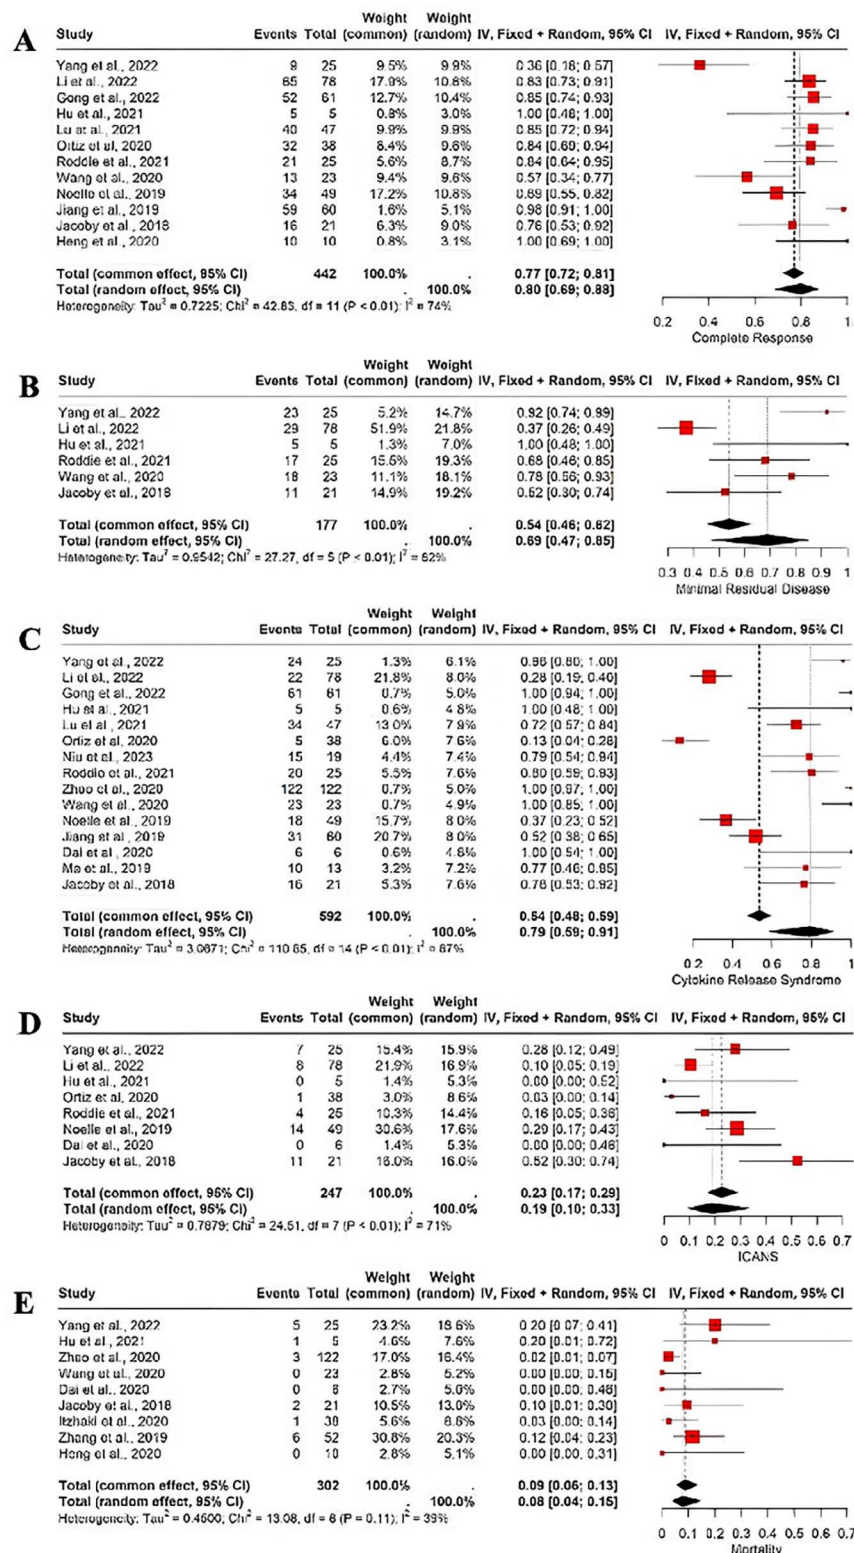 A
Weight Weight
Study Events Total (common) (random) IV, Fixed + Random, 95% CI IV, Fixed + Random, 95% CI
Yang et al., 2022 9 25 9.5% 9.9% 0.36 [0.18; 0.57]
Li et al., 2022 65 78 17.9% 10.8% 0.83 [0.73; 0.91]
Gong et al., 2022 52 61 12.7% 10.4% 0.85 [0.74; 0.93]
Hu et al., 2021 5 5 0.8% 3.0% 1.00 [0.48; 1.00]
Lu et al., 2021 40 47 9.9% 9.9% 0.85 [0.72; 0.94]
Ortiz et al, 2020 32 38 8.4% 9.6% 0.84 [0.69; 0.94]
Roddie et al., 2021 21 25 5.6% 8.7% 0.84 [0.64; 0.95]
Wang et al., 2020 13 23 9.4% 9.6% 0.57 [0.34; 0.77]
Noelle et al., 2019 34 49 17.2% 10.8% 0.69 [0.55; 0.82]
Jiang et al., 2019 59 60 1.6% 5.1% 0.98 [0.91; 1.00]
Jacoby et al., 2018 16 21 6.3% 9.0% 0.76 [0.53; 0.92]
Heng et al., 2020 10 10 0.8% 3.1% 1.00 [0.69; 1.00]
Total (common effect, 95% CI) 442 100.0% . 0.77 [0.72; 0.81]
Total (random effect, 95% CI) . 100.0% 0.80 [0.69; 0.88]
Heterogeneity: Tau² = 0.7225; Chi² = 42.83, df = 11 (P < 0.01); I² = 74%
0.2 0.4 0.6 0.8 1
Complete Response
B
Weight Weight
Study Events Total (common) (random) IV, Fixed + Random, 95% CI IV, Fixed + Random, 95% CI
Yang et al., 2022 23 25 5.2% 14.7% 0.92 [0.74; 0.99]
Li et al., 2022 29 78 51.9% 21.8% 0.37 [0.26; 0.49]
Hu et al., 2021 5 5 1.3% 7.0% 1.00 [0.48; 1.00]
Roddie et al., 2021 17 25 15.5% 19.3% 0.68 [0.46; 0.85]
Wang et al., 2020 18 23 11.1% 18.1% 0.78 [0.56; 0.93]
Jacoby et al., 2018 11 21 14.9% 19.2% 0.52 [0.30; 0.74]
Total (common effect, 95% CI) 177 100.0% . 0.54 [0.46; 0.62]
Total (random effect, 95% CI) . 100.0% 0.69 [0.47; 0.85]
Heterogeneity: Tau² = 0.9542; Chi² = 27.27, df = 5 (P < 0.01); I² = 82%
0.3 0.4 0.5 0.6 0.7 0.8 0.9 1
Minimal Residual Disease
C
Weight Weight
Study Events Total (common) (random) IV, Fixed + Random, 95% CI IV, Fixed + Random, 95% CI
Yang et al., 2022 24 25 1.3% 6.1% 0.96 [0.80; 1.00]
Li et al., 2022 22 78 21.8% 8.0% 0.28 [0.19; 0.40]
Gong et al., 2022 61 61 0.7% 5.0% 1.00 [0.94; 1.00]
Hu et al., 2021 5 5 0.6% 4.8% 1.00 [0.48; 1.00]
Lu et al., 2021 34 47 13.0% 7.9% 0.72 [0.57; 0.84]
Ortiz et al, 2020 5 38 6.0% 7.6% 0.13 [0.04; 0.28]
Niu et al., 2023 15 19 4.4% 7.4% 0.79 [0.54; 0.94]
Roddie et al., 2021 20 25 5.5% 7.6% 0.80 [0.59; 0.93]
Zhao et al., 2020 122 122 0.7% 5.0% 1.00 [0.97; 1.00]
Wang et al., 2020 23 23 0.7% 4.9% 1.00 [0.85; 1.00]
Noelle et al., 2019 18 49 15.7% 8.0% 0.37 [0.23; 0.52]
Jiang et al., 2019 31 60 20.7% 8.0% 0.52 [0.38; 0.65]
Dai et al., 2020 6 6 0.6% 4.8% 1.00 [0.54; 1.00]
Ma et al., 2019 10 13 3.2% 7.2% 0.77 [0.46; 0.95]
Jacoby et al., 2018 16 21 5.3% 7.6% 0.76 [0.53; 0.92]
Total (common effect, 95% CI) 592 100.0% . 0.54 [0.48; 0.59]
Total (random effect, 95% CI) . 100.0% 0.79 [0.59; 0.91]
Heterogeneity: Tau² = 3.0671; Chi² = 110.65, df = 14 (P < 0.01); I² = 87%
0.2 0.4 0.6 0.8 1
Cytokine Release Syndrome
D
Weight Weight
Study Events Total (common) (random) IV, Fixed + Random, 95% CI IV, Fixed + Random, 95% CI
Yang et al., 2022 7 25 15.4% 15.9% 0.28 [0.12; 0.49]
Li et al., 2022 8 78 21.9% 16.9% 0.10 [0.05; 0.19]
Hu et al., 2021 0 5 1.4% 5.3% 0.00 [0.00; 0.52]
Ortiz et al, 2020 1 38 3.0% 8.6% 0.03 [0.00; 0.14]
Roddie et al., 2021 4 25 10.3% 14.4% 0.16 [0.05; 0.36]
Noelle et al., 2019 14 49 30.6% 17.6% 0.29 [0.17; 0.43]
Dai et al., 2020 0 6 1.4% 5.3% 0.00 [0.00; 0.46]
Jacoby et al., 2018 11 21 16.0% 16.0% 0.52 [0.30; 0.74]
Total (common effect, 95% CI) 247 100.0% . 0.23 [0.17; 0.29]
Total (random effect, 95% CI) . 100.0% 0.19 [0.10; 0.33]
Heterogeneity: Tau² = 0.7879; Chi² = 24.51, df = 7 (P < 0.01); I² = 71%
0 0.1 0.2 0.3 0.4 0.5 0.6 0.7
ICANS
E
Weight Weight
Study Events Total (common) (random) IV, Fixed + Random, 95% CI IV, Fixed + Random, 95% CI
Yang et al., 2022 5 25 23.2% 18.6% 0.20 [0.07; 0.41]
Hu et al., 2021 1 5 4.6% 7.6% 0.20 [0.01; 0.72]
Zhao et al., 2020 3 122 17.0% 16.4% 0.02 [0.01; 0.07]
Wang et al., 2020 0 23 2.8% 5.2% 0.00 [0.00; 0.15]
Dai et al., 2020 0 6 2.7% 5.0% 0.00 [0.00; 0.46]
Jacoby et al., 2018 2 21 10.5% 13.0% 0.10 [0.01; 0.30]
Itzhaki et al., 2020 1 38 5.6% 8.8% 0.03 [0.00; 0.14]
Zhang et al., 2019 6 52 30.8% 20.3% 0.12 [0.04; 0.23]
Heng et al., 2020 0 10 2.8% 5.1% 0.00 [0.00; 0.31]
Total (common effect, 95% CI) 302 100.0% . 0.09 [0.06; 0.13]
Total (random effect, 95% CI) . 100.0% 0.08 [0.04; 0.15]
Heterogeneity: Tau² = 0.4600; Chi² = 13.08, df = 8 (P = 0.11); I² = 39%
0 0.1 0.2 0.3 0.4 0.5 0.6 0.7
Mortality